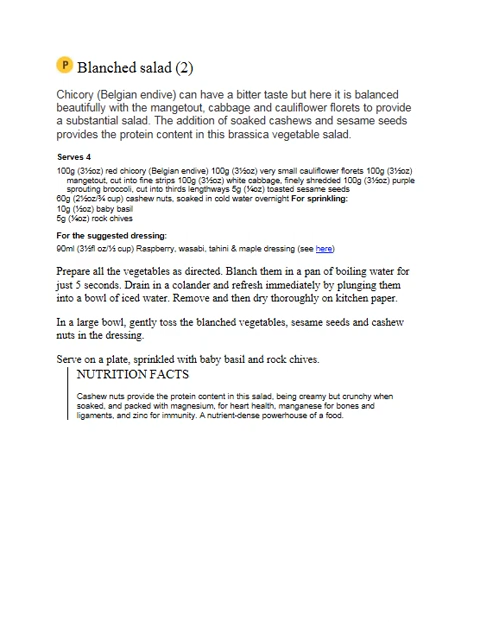 P Blanched salad (2)
Chicory (Belgian endive) can have a bitter taste but here it is balanced
beautifully with the mangetout, cabbage and cauliflower florets to provide
a substantial salad. The addition of soaked cashews and sesame seeds
provides the protein content in this brassica vegetable salad.
Serves 4
100g (3½oz) red chicory (Belgian endive) 100g (3½oz) very small cauliflower florets 100g (3½oz)
mangetout, cut into fine strips 100g (3½oz) white cabbage, finely shredded 100g (3½oz) purple
sprouting broccoli, cut into thirds lengthways 5g (¼oz) toasted sesame seeds
60g (2½oz/¾ cup) cashew nuts, soaked in cold water overnight For sprinkling:
10g (½oz) baby basil
5g (¼oz) rock chives
For the suggested dressing:
90ml (3½fl oz/⅓ cup) Raspberry, wasabi, tahini & maple dressing (see here)
Prepare all the vegetables as directed. Blanch them in a pan of boiling water for
just 5 seconds. Drain in a colander and refresh immediately by plunging them
into a bowl of iced water. Remove and then dry thoroughly on kitchen paper.
In a large bowl, gently toss the blanched vegetables, sesame seeds and cashew
nuts in the dressing.
Serve on a plate, sprinkled with baby basil and rock chives.
NUTRITION FACTS
Cashew nuts provide the protein content in this salad, being creamy but crunchy when
soaked, and packed with magnesium, for heart health, manganese for bones and
ligaments, and zinc for immunity. A nutrient-dense powerhouse of a food.